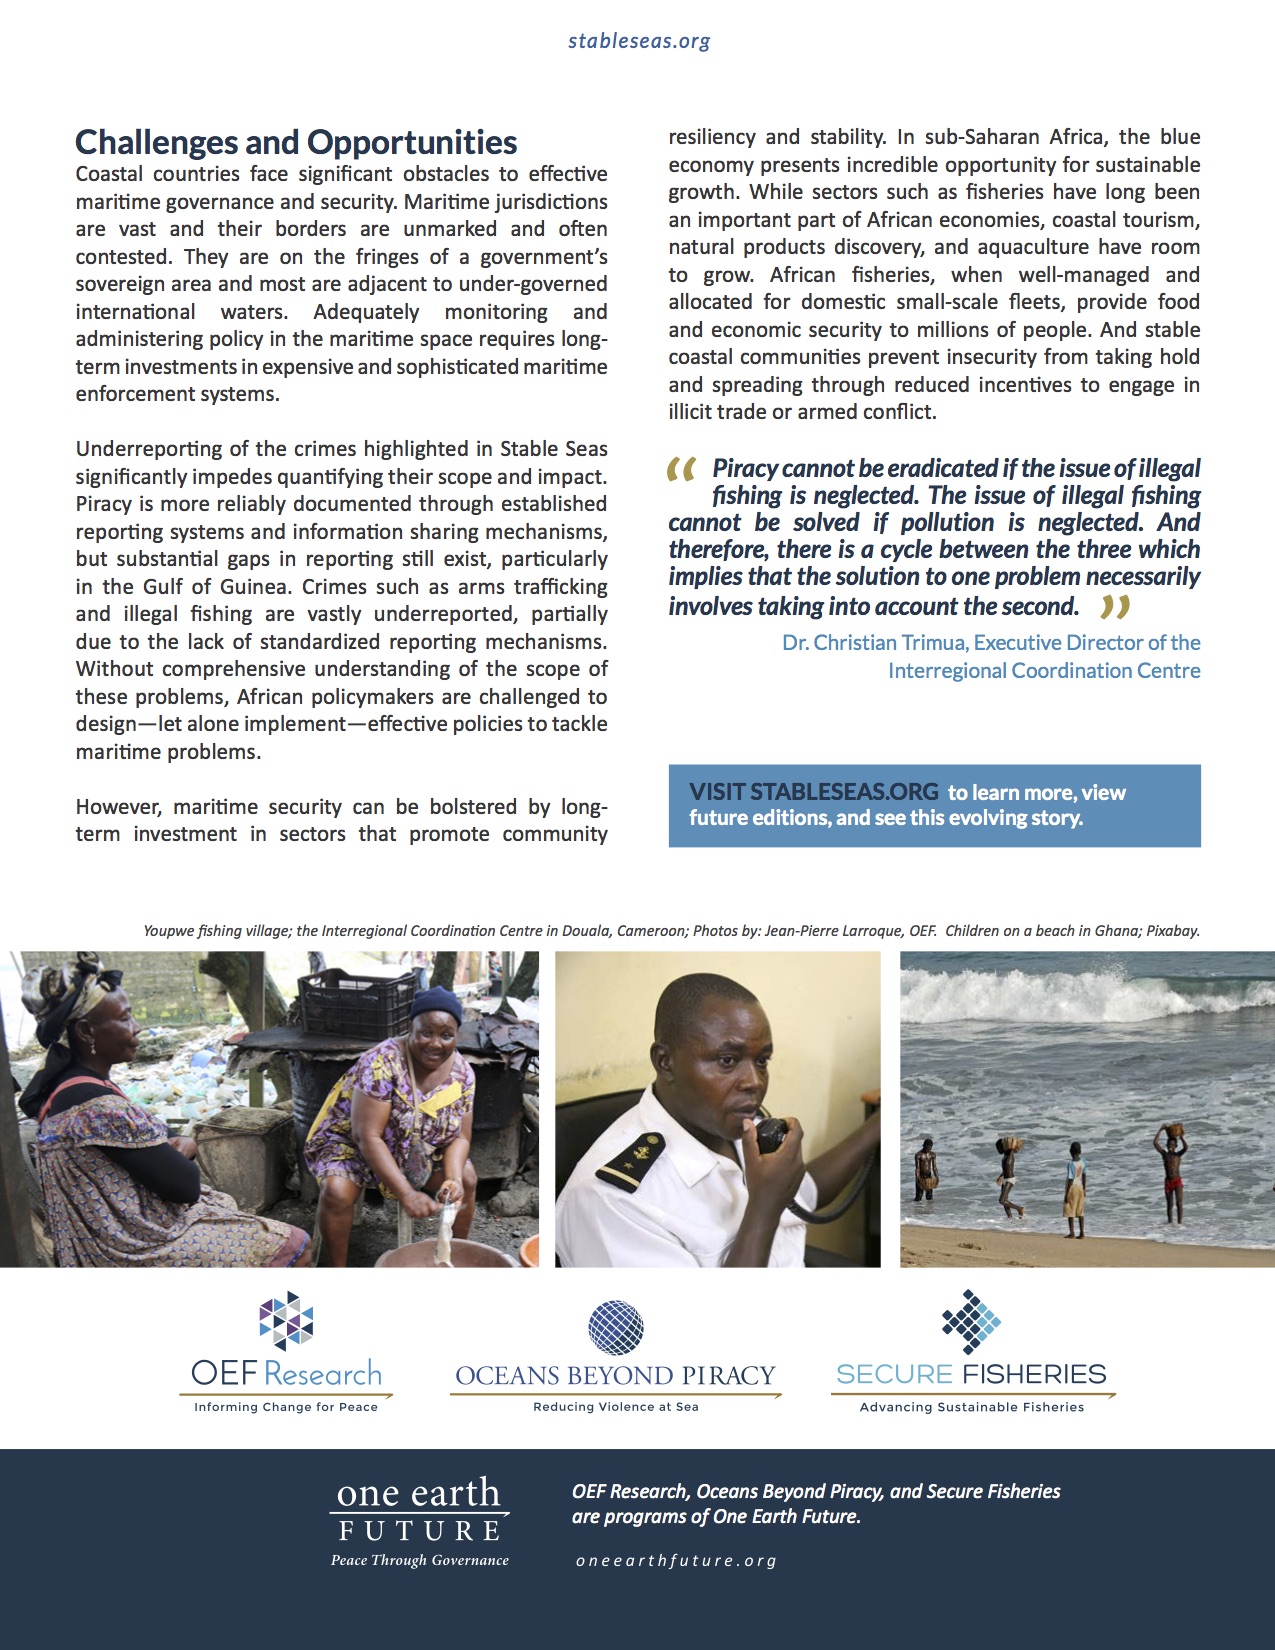 stableseas.org
Challenges and Opportunities
Coastal countries face significant obstacles to effective
maritime governance and security. Maritime jurisdictions
are vast and their borders are unmarked and often
contested. They are on the fringes of a government’s
sovereign area and most are adjacent to under-governed
international waters. Adequately monitoring and
administering policy in the maritime space requires long-
term investments in expensive and sophisticated maritime
enforcement systems.
Underreporting of the crimes highlighted in Stable Seas
significantly impedes quantifying their scope and impact.
Piracy is more reliably documented through established
reporting systems and information sharing mechanisms,
but substantial gaps in reporting still exist, particularly
in the Gulf of Guinea. Crimes such as arms trafficking
and illegal fishing are vastly underreported, partially
due to the lack of standardized reporting mechanisms.
Without comprehensive understanding of the scope of
these problems, African policymakers are challenged to
design—let alone implement—effective policies to tackle
maritime problems.
However, maritime security can be bolstered by long-
term investment in sectors that promote community
resiliency and stability. In sub-Saharan Africa, the blue
economy presents incredible opportunity for sustainable
growth. While sectors such as fisheries have long been
an important part of African economies, coastal tourism,
natural products discovery, and aquaculture have room
to grow. African fisheries, when well-managed and
allocated for domestic small-scale fleets, provide food
and economic security to millions of people. And stable
coastal communities prevent insecurity from taking hold
and spreading through reduced incentives to engage in
illicit trade or armed conflict.
“ Piracy cannot be eradicated if the issue of illegal
fishing is neglected. The issue of illegal fishing
cannot be solved if pollution is neglected. And
therefore, there is a cycle between the three which
implies that the solution to one problem necessarily
involves taking into account the second. ”
Dr. Christian Trimua, Executive Director of the
Interregional Coordination Centre
VISIT STABLESEAS.ORG to learn more, view
future editions, and see this evolving story.
Youpwe fishing village; the Interregional Coordination Centre in Douala, Cameroon; Photos by: Jean-Pierre Larroque, OEF. Children on a beach in Ghana; Pixabay.
OEF Research
Informing Change for Peace
OCEANS BEYOND PIRACY
Reducing Violence at Sea
SECURE FISHERIES
Advancing Sustainable Fisheries
one earth
FUTURE
Peace Through Governance
OEF Research, Oceans Beyond Piracy, and Secure Fisheries
are programs of One Earth Future.
oneearthfuture.org